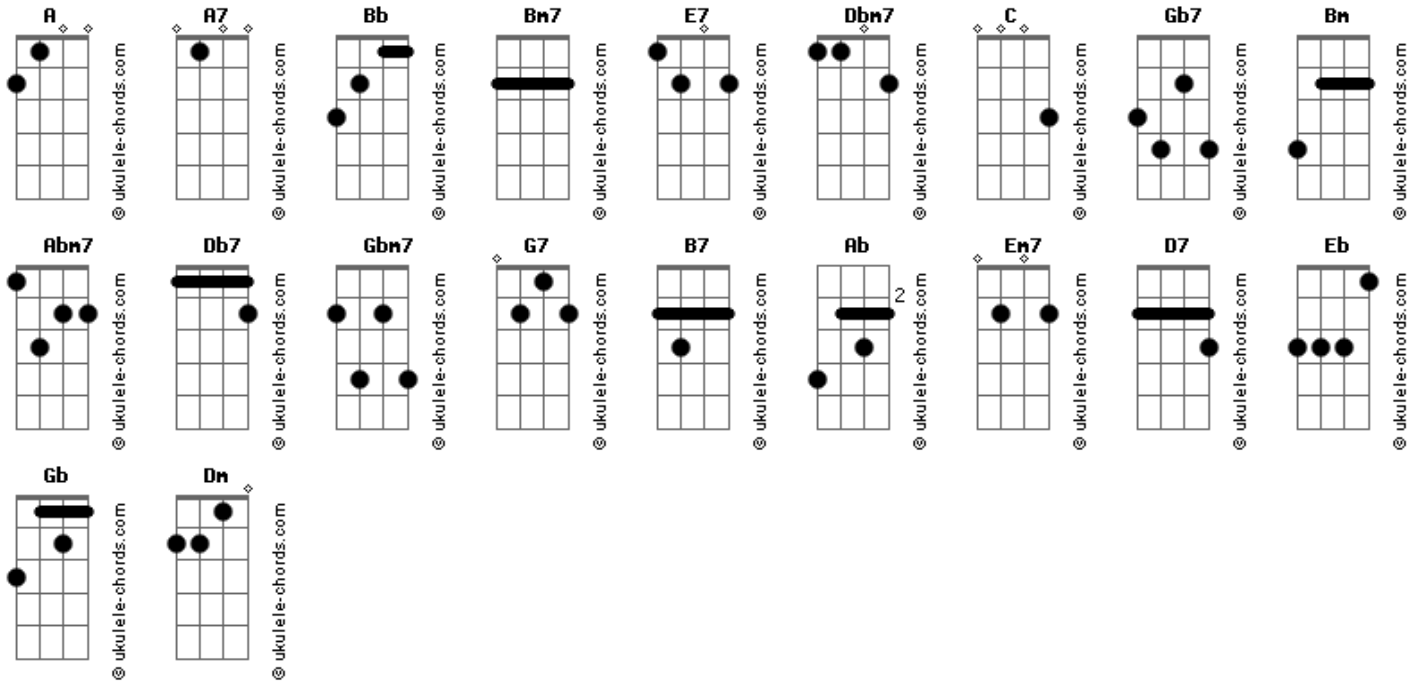 A A7 Bb Bm7 E7 Dbm7 C Gb7 Bm
© ukulele-chords.com © ukulele-chords.com © ukulele-chords.com © ukulele-chords.com © ukulele-chords.com © ukulele-chords.com © ukulele-chords.com © ukulele-chords.com © ukulele-chords.com
Abm7 Db7 Gbm7 G7 B7 Ab Em7 D7 Eb
2
© ukulele-chords.com © ukulele-chords.com © ukulele-chords.com © ukulele-chords.com © ukulele-chords.com © ukulele-chords.com © ukulele-chords.com © ukulele-chords.com © ukulele-chords.com
Gb Dm
© ukulele-chords.com © ukulele-chords.com